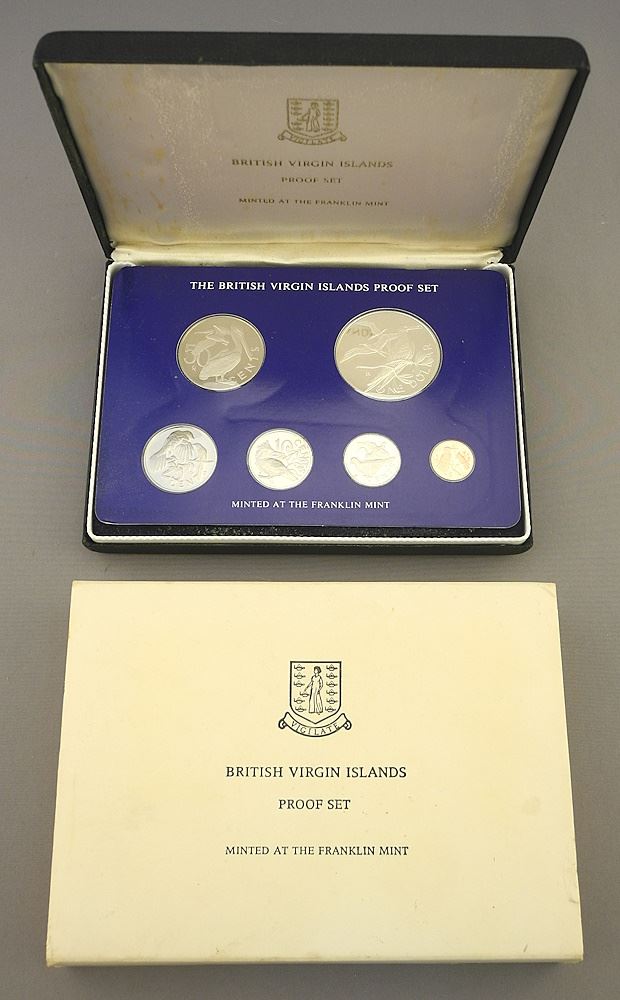 VIGILATE
BRITISH VIRGIN ISLANDS
PROOF SET
MINTED AT THE FRANKLIN MINT
THE BRITISH VIRGIN ISLANDS PROOF SET
50 CENTS
ONE DOLLAR
10 CENTS
MINTED AT THE FRANKLIN MINT
VIGILATE
BRITISH VIRGIN ISLANDS
PROOF SET
MINTED AT THE FRANKLIN MINT